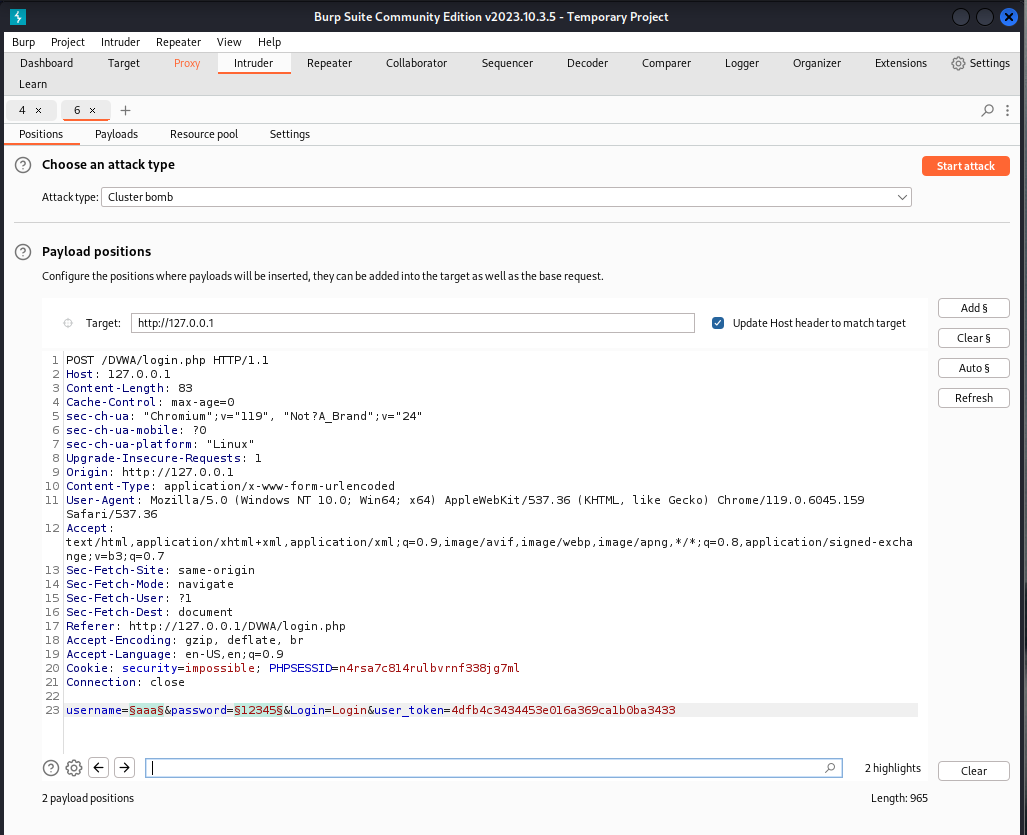 Burp Suite Community Edition v2023.10.3.5 - Temporary Project
Burp Project Intruder Repeater View Help
Dashboard Target Proxy Intruder Repeater Collaborator Sequencer Decoder Comparer Logger Organizer Extensions Settings
Learn
4 × 6 × +
Positions Payloads Resource pool Settings
? Choose an attack type
Start attack
Attack type: Cluster bomb
? Payload positions
Configure the positions where payloads will be inserted, they can be added into the target as well as the base request.
Target: http://127.0.0.1
Update Host header to match target
Add §
Clear §
Auto §
Refresh
1 POST /DVWA/login.php HTTP/1.1
2 Host: 127.0.0.1
3 Content-Length: 83
4 Cache-Control: max-age=0
5 sec-ch-ua: "Chromium";v="119", "Not?A_Brand";v="24"
6 sec-ch-ua-mobile: ?0
7 sec-ch-ua-platform: "Linux"
8 Upgrade-Insecure-Requests: 1
9 Origin: http://127.0.0.1
10 Content-Type: application/x-www-form-urlencoded
11 User-Agent: Mozilla/5.0 (Windows NT 10.0; Win64; x64) AppleWebKit/537.36 (KHTML, like Gecko) Chrome/119.0.6045.159
Safari/537.36
12 Accept:
text/html,application/xhtml+xml,application/xml;q=0.9,image/avif,image/webp,image/apng,*/*;q=0.8,application/signed-excha
nge;v=b3;q=0.7
13 Sec-Fetch-Site: same-origin
14 Sec-Fetch-Mode: navigate
15 Sec-Fetch-User: ?1
16 Sec-Fetch-Dest: document
17 Referer: http://127.0.0.1/DVWA/login.php
18 Accept-Encoding: gzip, deflate, br
19 Accept-Language: en-US,en;q=0.9
20 Cookie: security=impossible; PHPSESSID=n4rsa7c814rulbvrnf338jg7ml
21 Connection: close
22
23 username=§aaa§&password=§12345§&Login=Login&user_token=4dfb4c3434453e016a369ca1b0ba3433
? 2 highlights
Clear
2 payload positions
Length: 965